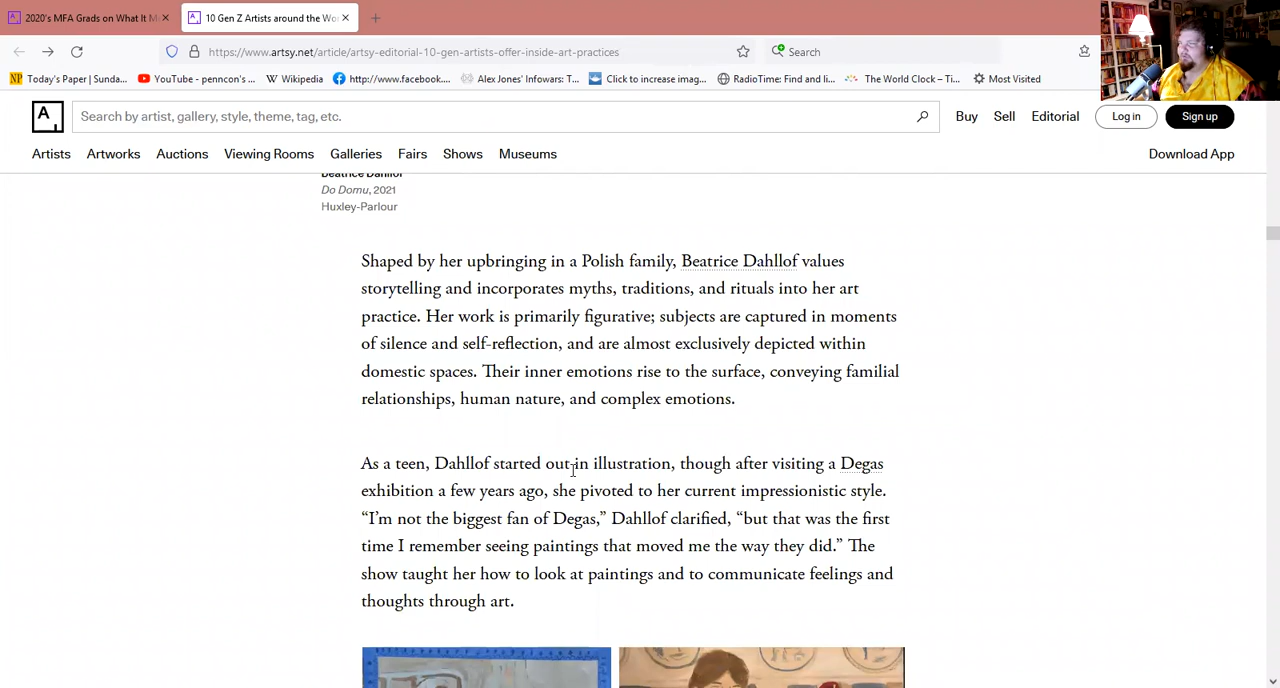 2020's MFA Grads on What It M
10 Gen Z Artists around the Wo
https://www.artsy.net/article/artsy-editorial-10-gen-artists-offer-inside-art-practices
Search
NP Today's Paper | Sunda...
YouTube - penncon's ...
W Wikipedia
http://www.facebook....
Alex Jones' Infowars: T...
Click to increase imag...
RadioTime: Find and li...
The World Clock – Ti...
Most Visited
A
Search by artist, gallery, style, theme, tag, etc.
Buy
Sell
Editorial
Log in
Sign up
Artists
Artworks
Auctions
Viewing Rooms
Galleries
Fairs
Shows
Museums
Download App
Beatrice Dahllof
Do Domu, 2021
Huxley-Parlour
Shaped by her upbringing in a Polish family, Beatrice Dahllof values
storytelling and incorporates myths, traditions, and rituals into her art
practice. Her work is primarily figurative; subjects are captured in moments
of silence and self-reflection, and are almost exclusively depicted within
domestic spaces. Their inner emotions rise to the surface, conveying familial
relationships, human nature, and complex emotions.
As a teen, Dahllof started out in illustration, though after visiting a Degas
exhibition a few years ago, she pivoted to her current impressionistic style.
“I’m not the biggest fan of Degas,” Dahllof clarified, “but that was the first
time I remember seeing paintings that moved me the way they did.” The
show taught her how to look at paintings and to communicate feelings and
thoughts through art.